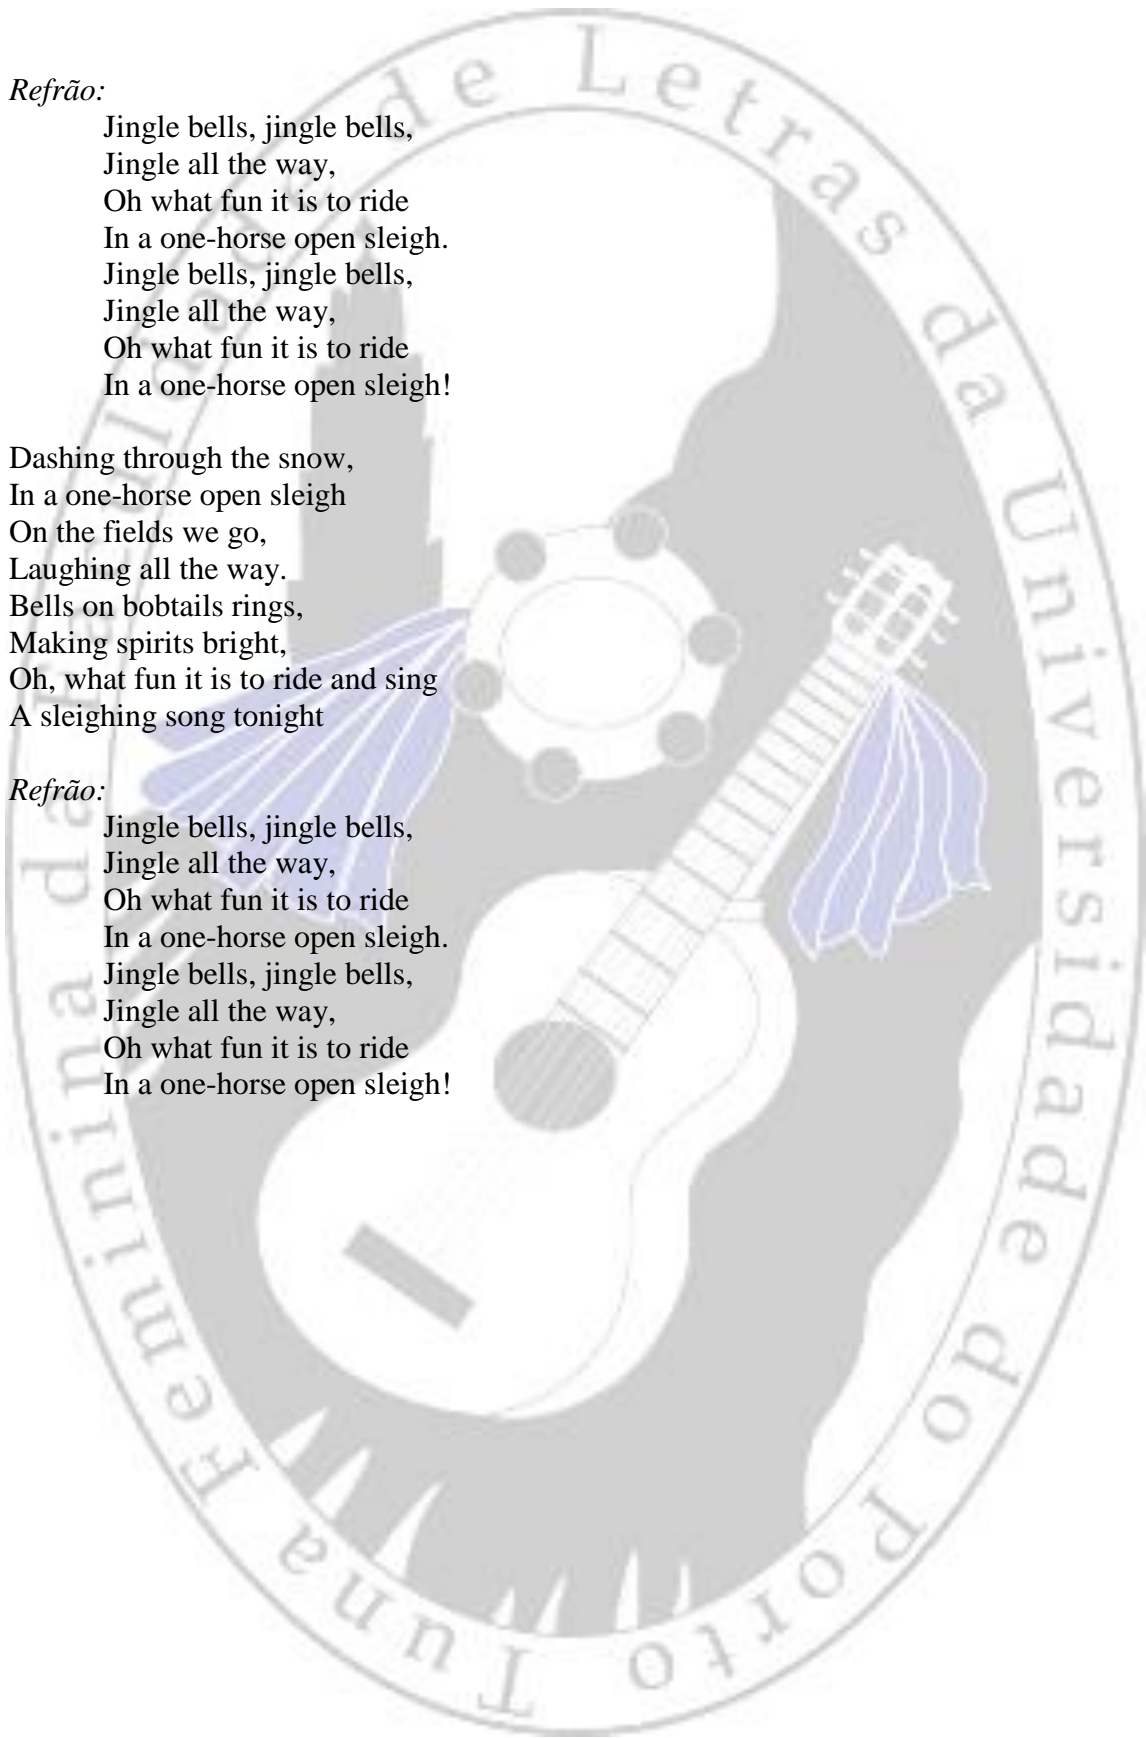 Refrão:
Jingle bells, jingle bells,
Jingle all the way,
Oh what fun it is to ride
In a one-horse open sleigh.
Jingle bells, jingle bells,
Jingle all the way,
Oh what fun it is to ride
In a one-horse open sleigh!
Dashing through the snow,
In a one-horse open sleigh
On the fields we go,
Laughing all the way.
Bells on bobtails rings,
Making spirits bright,
Oh, what fun it is to ride and sing
A sleighing song tonight
Refrão:
Jingle bells, jingle bells,
Jingle all the way,
Oh what fun it is to ride
In a one-horse open sleigh.
Jingle bells, jingle bells,
Jingle all the way,
Oh what fun it is to ride
In a one-horse open sleigh!
Tuna Feminina da Faculdade de Letras da Universidade do Porto